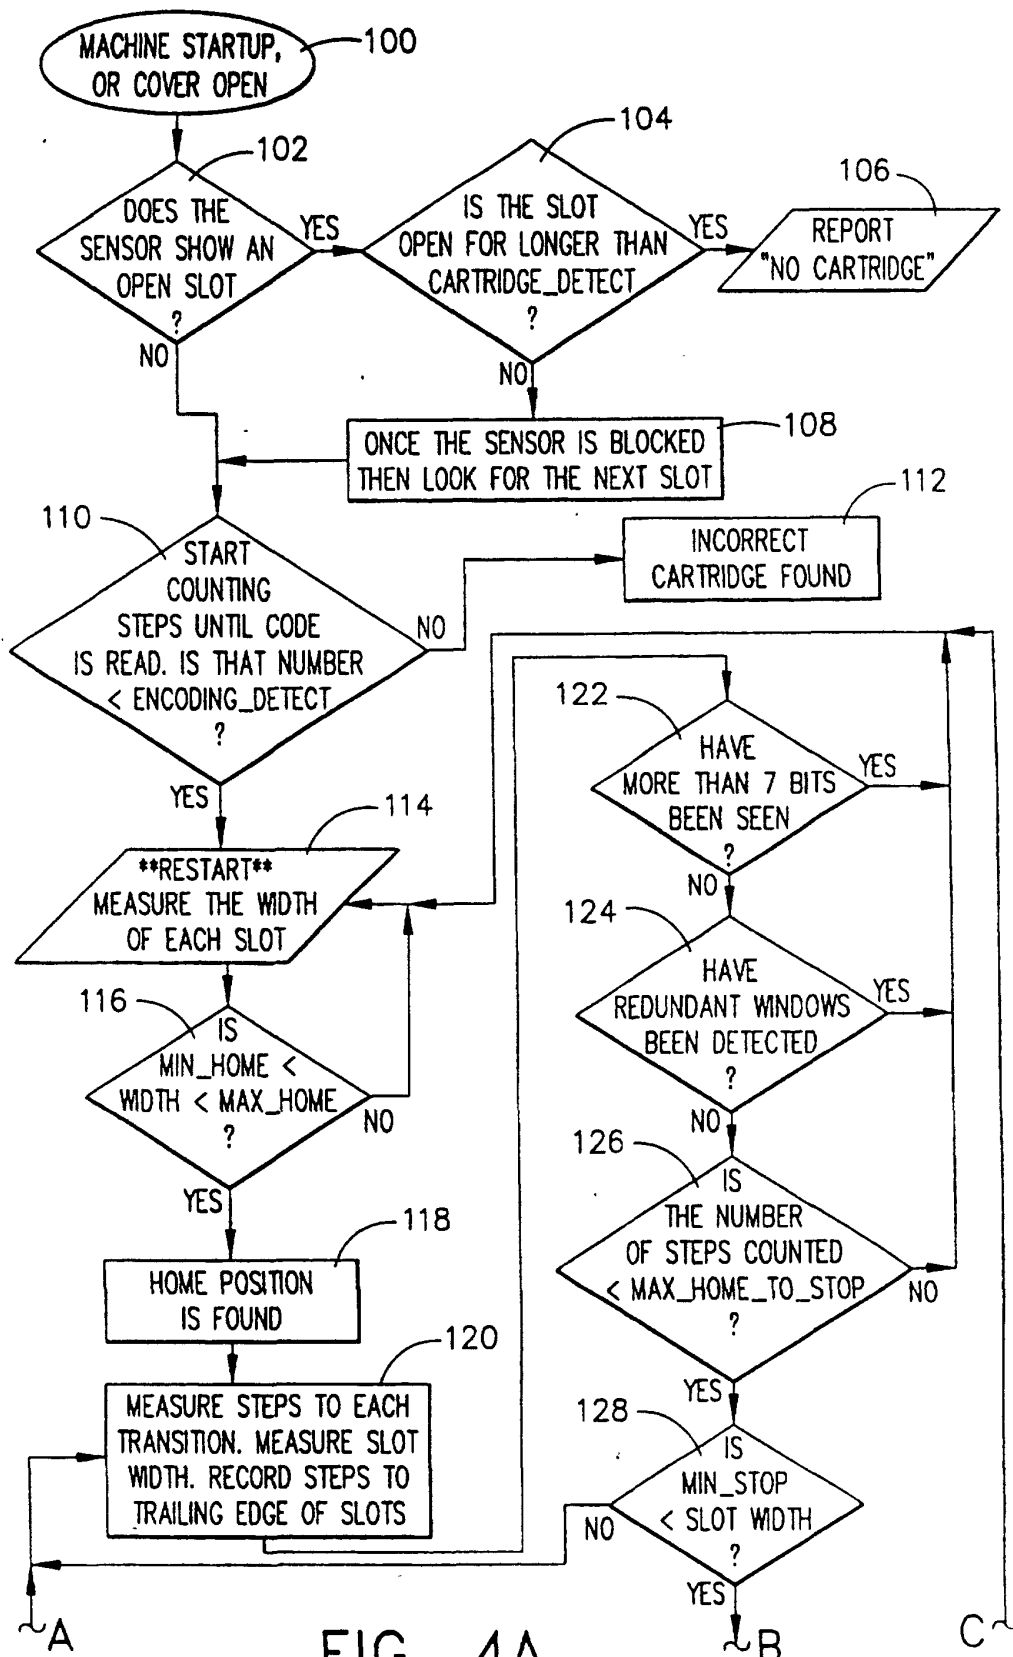 MACHINE STARTUP,
OR COVER OPEN
100
102
DOES THE
SENSOR SHOW AN
OPEN SLOT
?
YES
NO
104
IS THE SLOT
OPEN FOR LONGER THAN
CARTRIDGE_DETECT
?
YES
NO
106
REPORT
"NO CARTRIDGE"
108
ONCE THE SENSOR IS BLOCKED
THEN LOOK FOR THE NEXT SLOT
110
START
COUNTING
STEPS UNTIL CODE
IS READ. IS THAT NUMBER
< ENCODING_DETECT
?
NO
YES
112
INCORRECT
CARTRIDGE FOUND
114
**RESTART**
MEASURE THE WIDTH
OF EACH SLOT
116
IS
MIN_HOME <
WIDTH < MAX_HOME
?
NO
YES
118
HOME POSITION
IS FOUND
120
MEASURE STEPS TO EACH
TRANSITION. MEASURE SLOT
WIDTH. RECORD STEPS TO
TRAILING EDGE OF SLOTS
122
HAVE
MORE THAN 7 BITS
BEEN SEEN
?
YES
NO
124
HAVE
REDUNDANT WINDOWS
BEEN DETECTED
?
YES
NO
126
IS
THE NUMBER
OF STEPS COUNTED
< MAX_HOME_TO_STOP
?
NO
YES
128
IS
MIN_STOP
< SLOT WIDTH
?
NO
YES
A
B
C
FIG. 4A